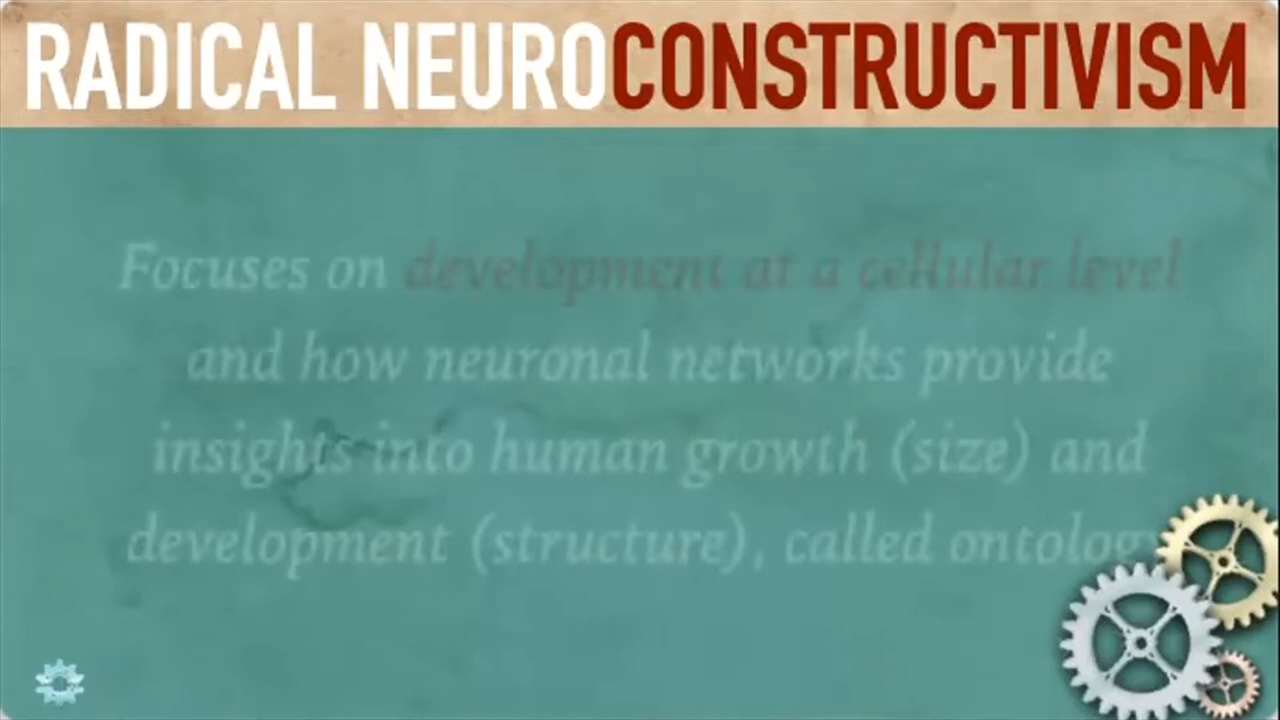 RADICAL NEUROCONSTRUCTIVISM
Focuses on development at a cellular level
and how neuronal networks provide
insights into human growth (size) and
development (structure), called ontology